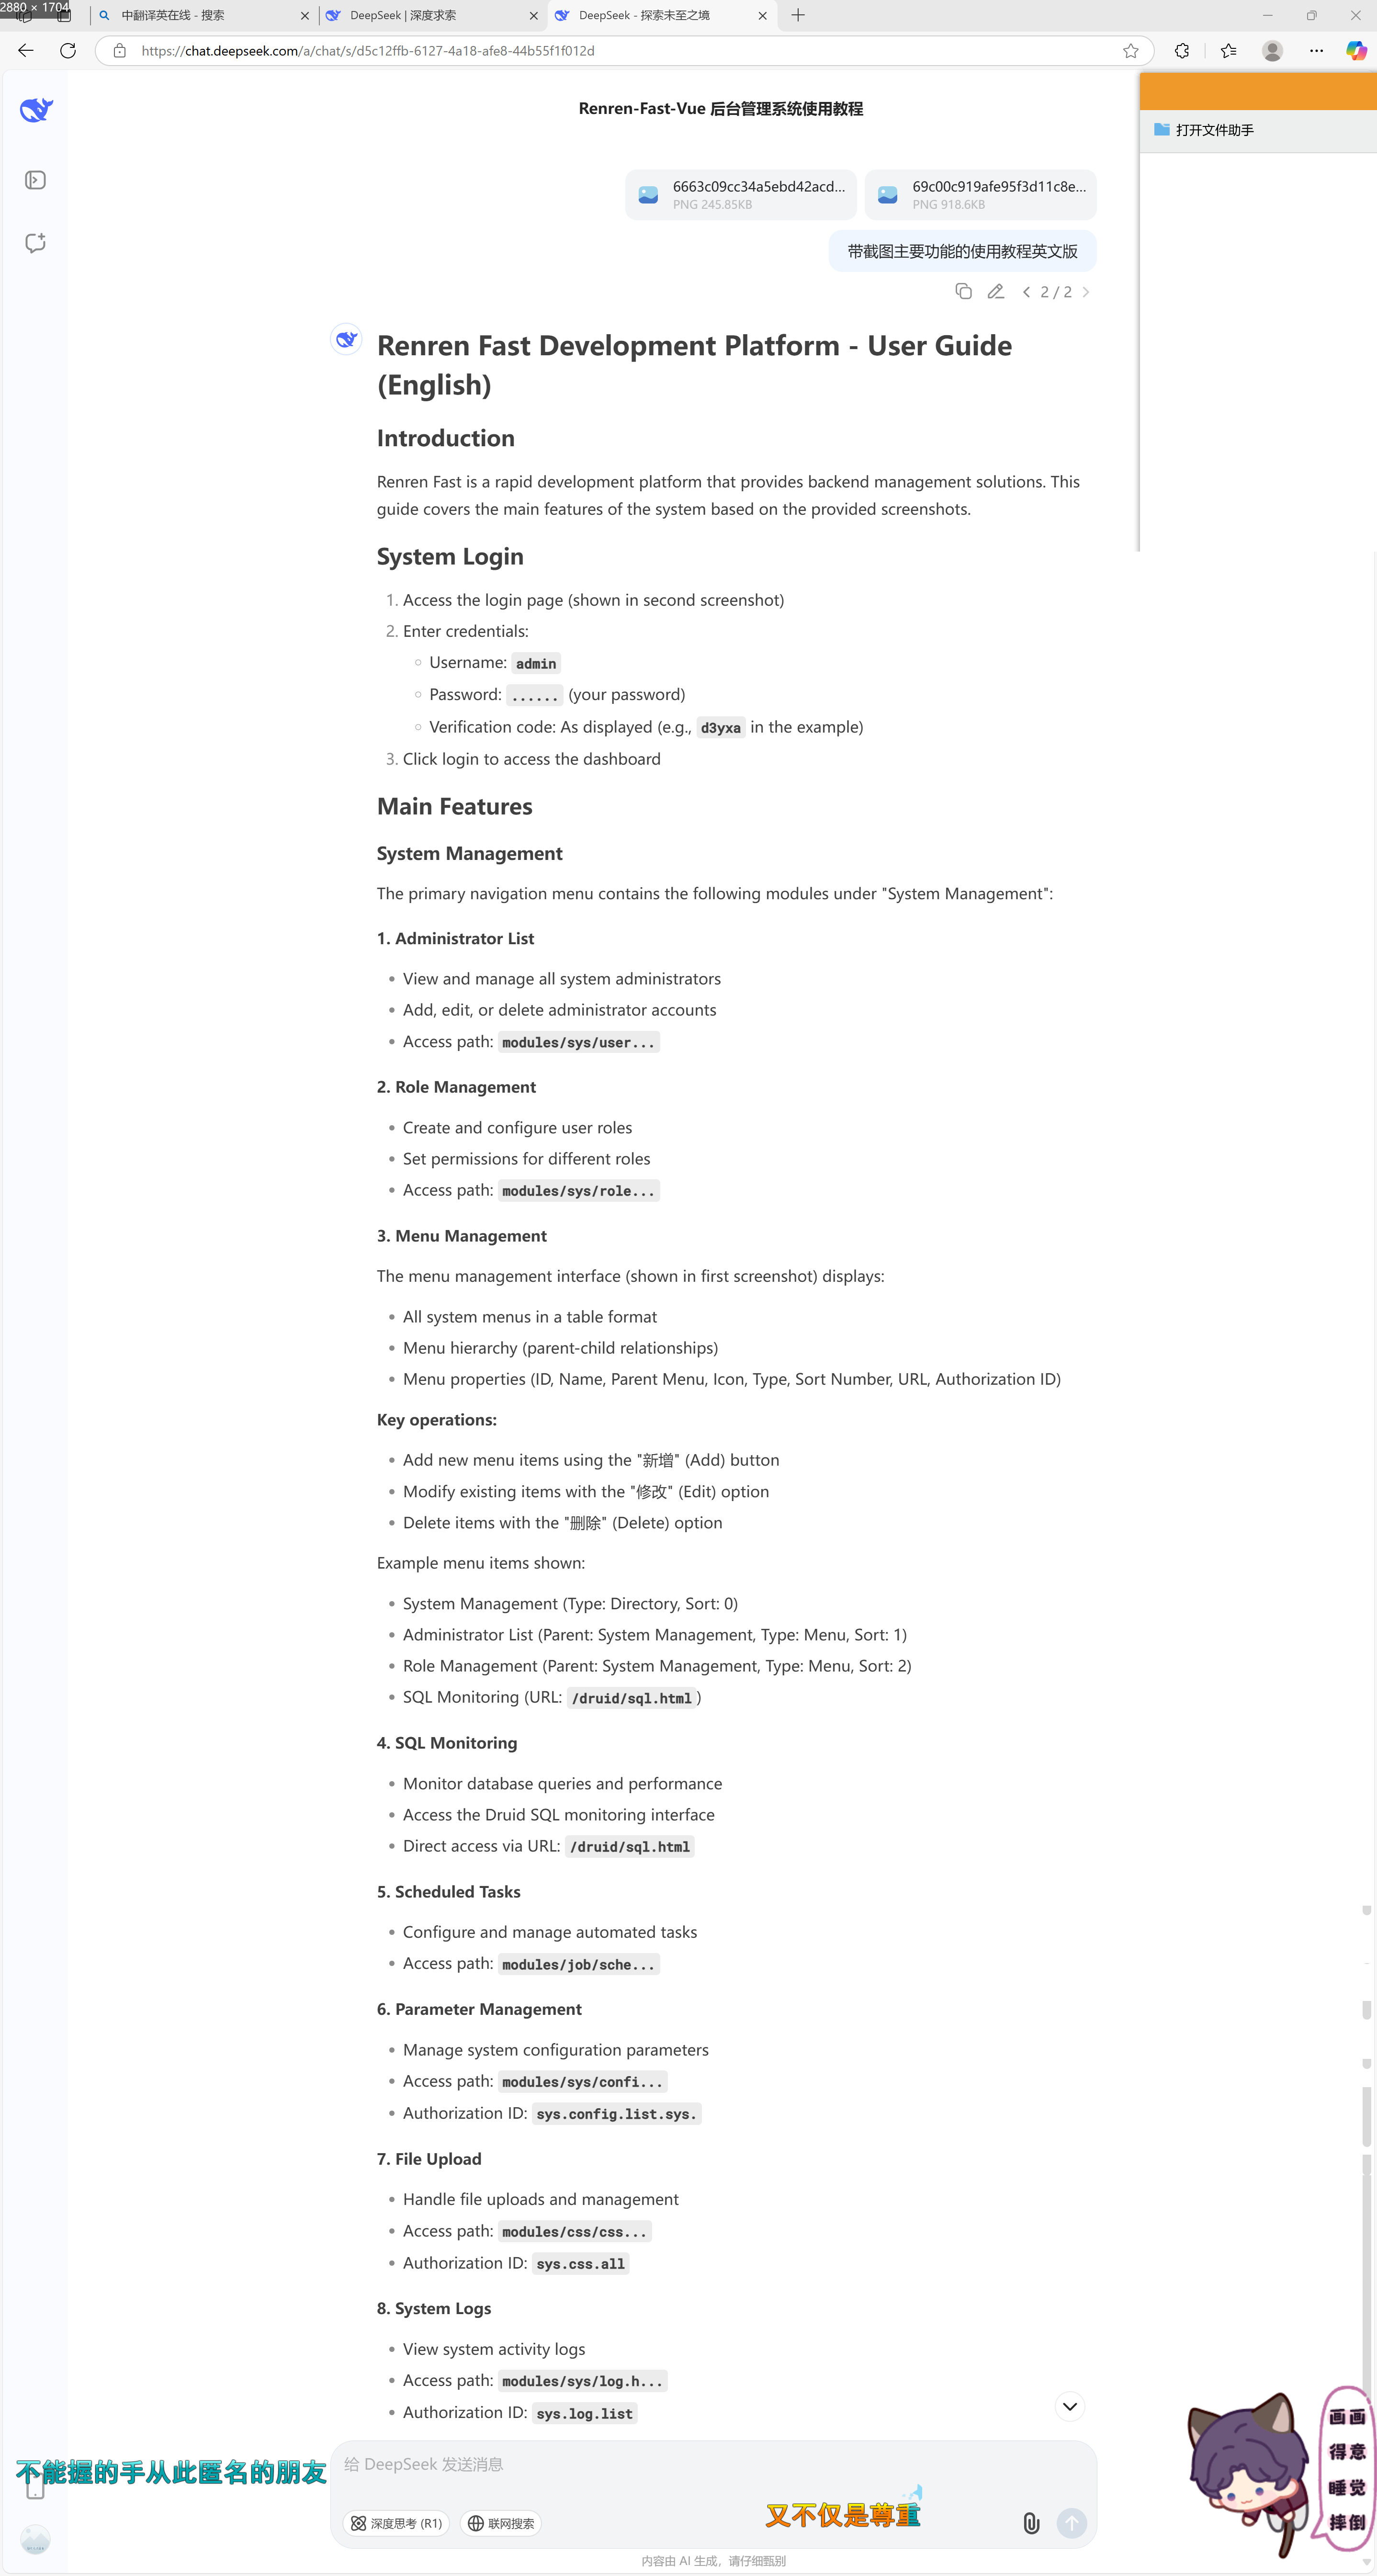 2880 × 1704
中翻译英在线 - 搜索
DeepSeek | 深度求索
DeepSeek - 探索未至之境
https://chat.deepseek.com/a/chat/s/d5c12ffb-6127-4a18-afe8-44b55f1f012d
Renren-Fast-Vue 后台管理系统使用教程
打开文件助手
6663c09cc34a5ebd42acd...
PNG 245.85KB
69c00c919afe95f3d11c8e...
PNG 918.6KB
带截图主要功能的使用教程英文版
2 / 2
Renren Fast Development Platform - User Guide
(English)
Introduction
Renren Fast is a rapid development platform that provides backend management solutions. This
guide covers the main features of the system based on the provided screenshots.
System Login
1. Access the login page (shown in second screenshot)
2. Enter credentials:
Username: admin
Password: ...... (your password)
Verification code: As displayed (e.g., d3yxa in the example)
3. Click login to access the dashboard
Main Features
System Management
The primary navigation menu contains the following modules under "System Management":
1. Administrator List
View and manage all system administrators
Add, edit, or delete administrator accounts
Access path: modules/sys/user...
2. Role Management
Create and configure user roles
Set permissions for different roles
Access path: modules/sys/role...
3. Menu Management
The menu management interface (shown in first screenshot) displays:
All system menus in a table format
Menu hierarchy (parent-child relationships)
Menu properties (ID, Name, Parent Menu, Icon, Type, Sort Number, URL, Authorization ID)
Key operations:
Add new menu items using the "新增" (Add) button
Modify existing items with the "修改" (Edit) option
Delete items with the "删除" (Delete) option
Example menu items shown:
System Management (Type: Directory, Sort: 0)
Administrator List (Parent: System Management, Type: Menu, Sort: 1)
Role Management (Parent: System Management, Type: Menu, Sort: 2)
SQL Monitoring (URL: /druid/sql.html)
4. SQL Monitoring
Monitor database queries and performance
Access the Druid SQL monitoring interface
Direct access via URL: /druid/sql.html
5. Scheduled Tasks
Configure and manage automated tasks
Access path: modules/job/sche...
6. Parameter Management
Manage system configuration parameters
Access path: modules/sys/confi...
Authorization ID: sys.config.list.sys.
7. File Upload
Handle file uploads and management
Access path: modules/css/css...
Authorization ID: sys.css.all
8. System Logs
View system activity logs
Access path: modules/sys/log.h...
Authorization ID: sys.log.list
画画
得意
睡觉
摔倒
不能握的手从此匿名的朋友
给 DeepSeek 发送消息
又不仅是尊重
深度思考 (R1)
联网搜索
内容由 AI 生成，请仔细甄别